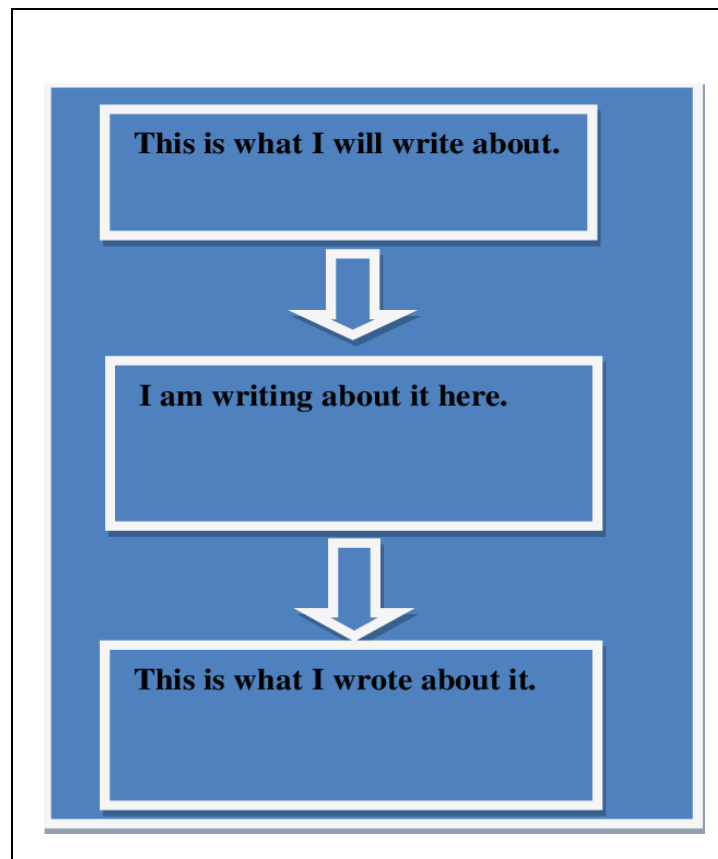 This is what I will write about.
I am writing about it here.
This is what I wrote about it.